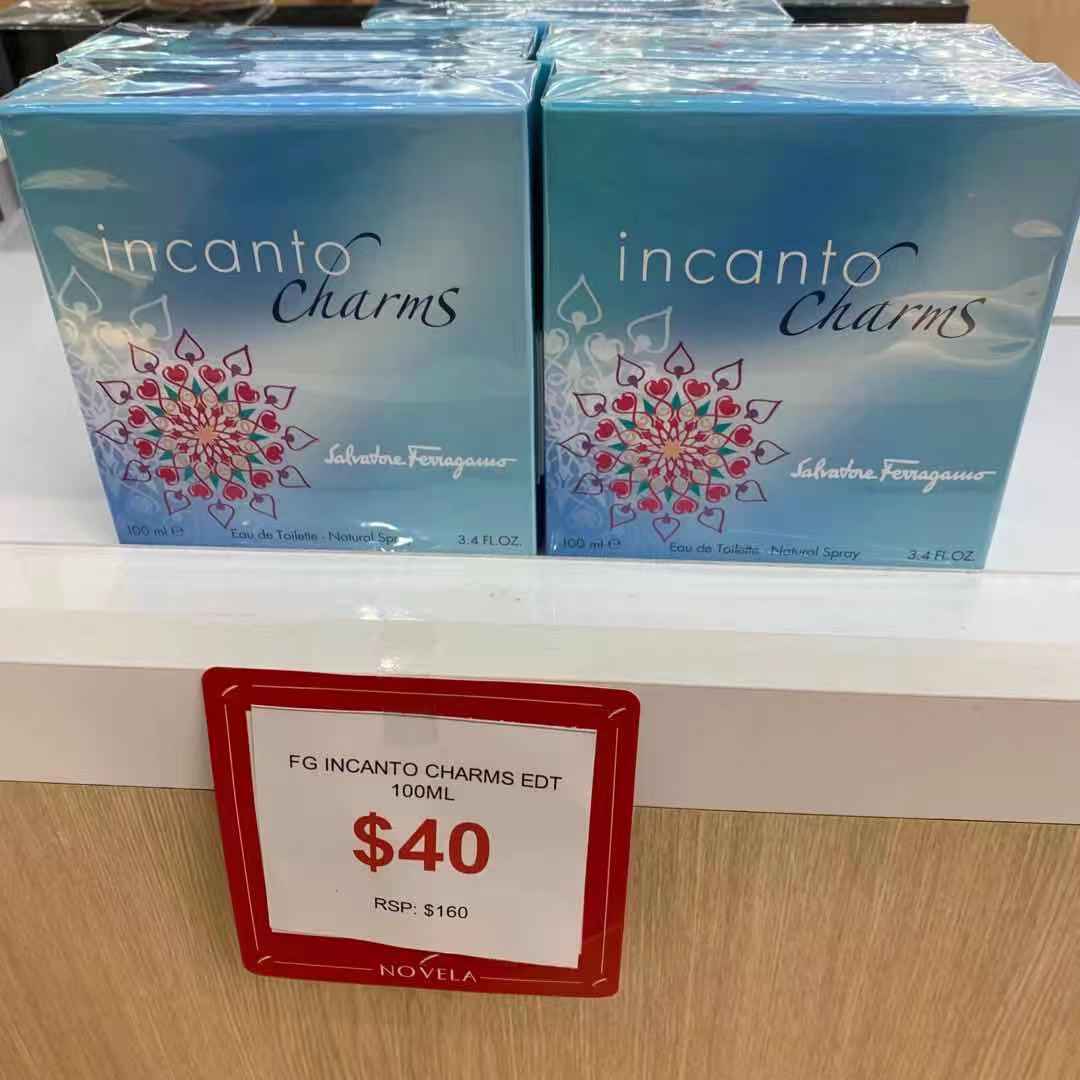 incanto
Charms
Salvatore Ferragamo
100 ml e
Eau de Toilette - Natural Spray
3.4 FL.OZ.
incanto
Charms
Salvatore Ferragamo
100 ml e
Eau de Toilette - Natural Spray
3.4 FL.OZ.
FG INCANTO CHARMS EDT
100ML
$40
RSP: $160
NOVELA